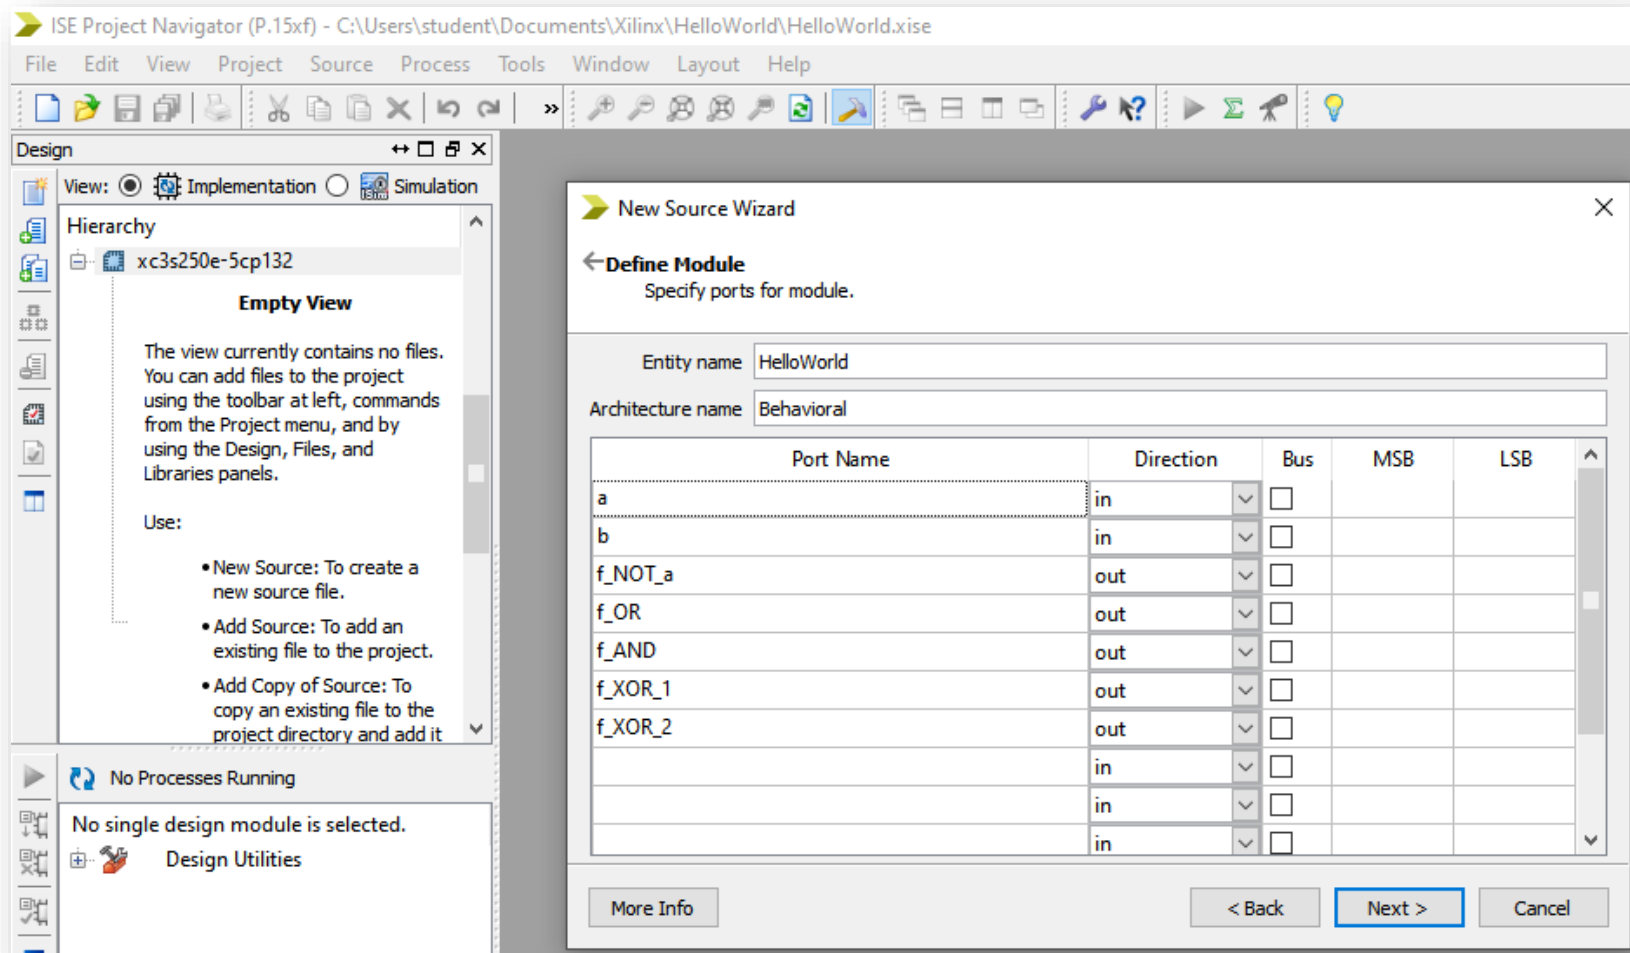 ISE Project Navigator (P.15xf) - C:\Users\student\Documents\Xilinx\HelloWorld\HelloWorld.xise
File Edit View Project Source Process Tools Window Layout Help
»
Design
View: Implementation Simulation
Hierarchy
xc3s250e-5cp132
Empty View
The view currently contains no files.
You can add files to the project
using the toolbar at left, commands
from the Project menu, and by
using the Design, Files, and
Libraries panels.
Use:
• New Source: To create a
new source file.
• Add Source: To add an
existing file to the project.
• Add Copy of Source: To
copy an existing file to the
project directory and add it
No Processes Running
No single design module is selected.
Design Utilities
New Source Wizard
Define Module
Specify ports for module.
Entity name HelloWorld
Architecture name Behavioral
Port Name Direction Bus MSB LSB
a in
b in
f_NOT_a out
f_OR out
f_AND out
f_XOR_1 out
f_XOR_2 out
in
in
in
More Info < Back Next > Cancel